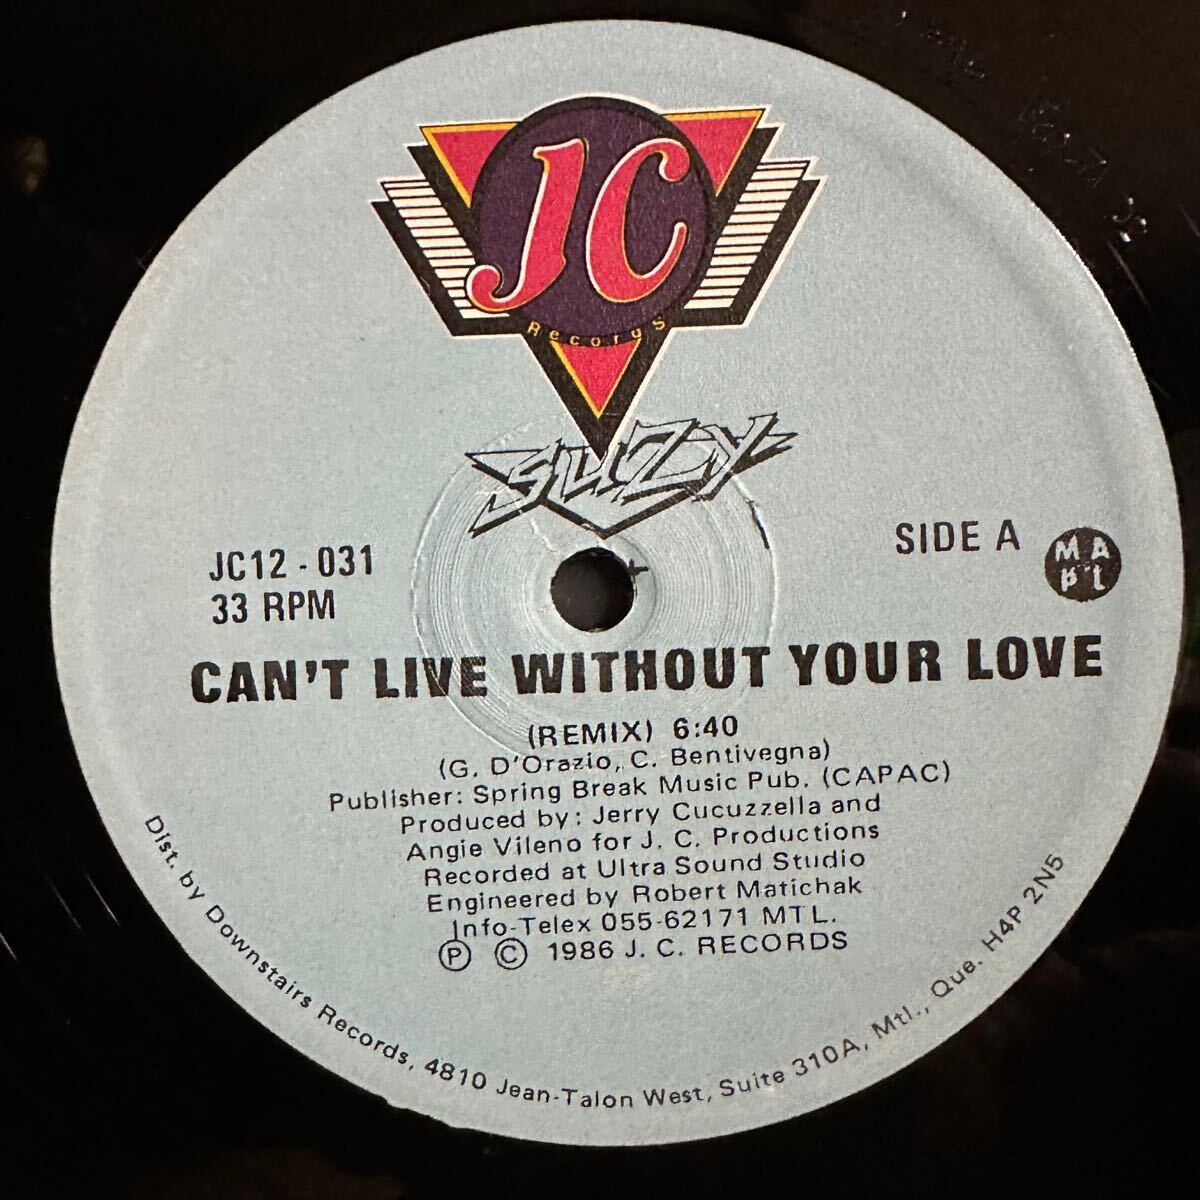 JC
Records
SUZY
JC12 - 031
33 RPM
SIDE A
MAPL
CAN'T LIVE WITHOUT YOUR LOVE
(REMIX) 6:40
(G. D'Orazio, C. Bentivegna)
Publisher: Spring Break Music Pub. (CAPAC)
Produced by: Jerry Cucuzzella and
Angie Vileno for J. C. Productions
Recorded at Ultra Sound Studio
Engineered by Robert Matichak
Info-Telex 055-62171 MTL.
Ⓟ Ⓒ 1986 J. C. RECORDS
Dist. by Downstairs Records, 4810 Jean-Talon West, Suite 310A, Mtl., Que. H4P 2N5